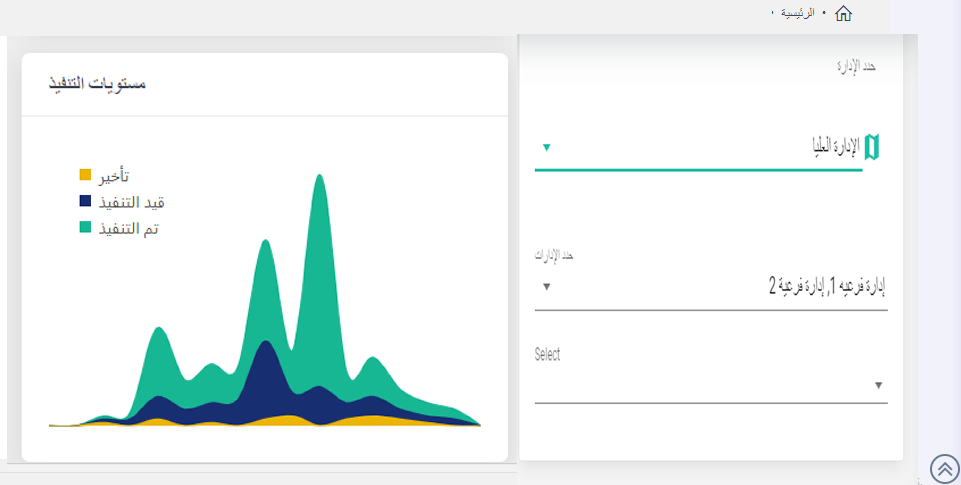 الرئيسية
حدد الإدارة
الإدارة العليا
حدد الإدارات
إدارة فرعيه 1, إدارة فرعية 2
Select
مستويات التنفيذ
تأخير
قيد التنفيذ
تم التنفيذ